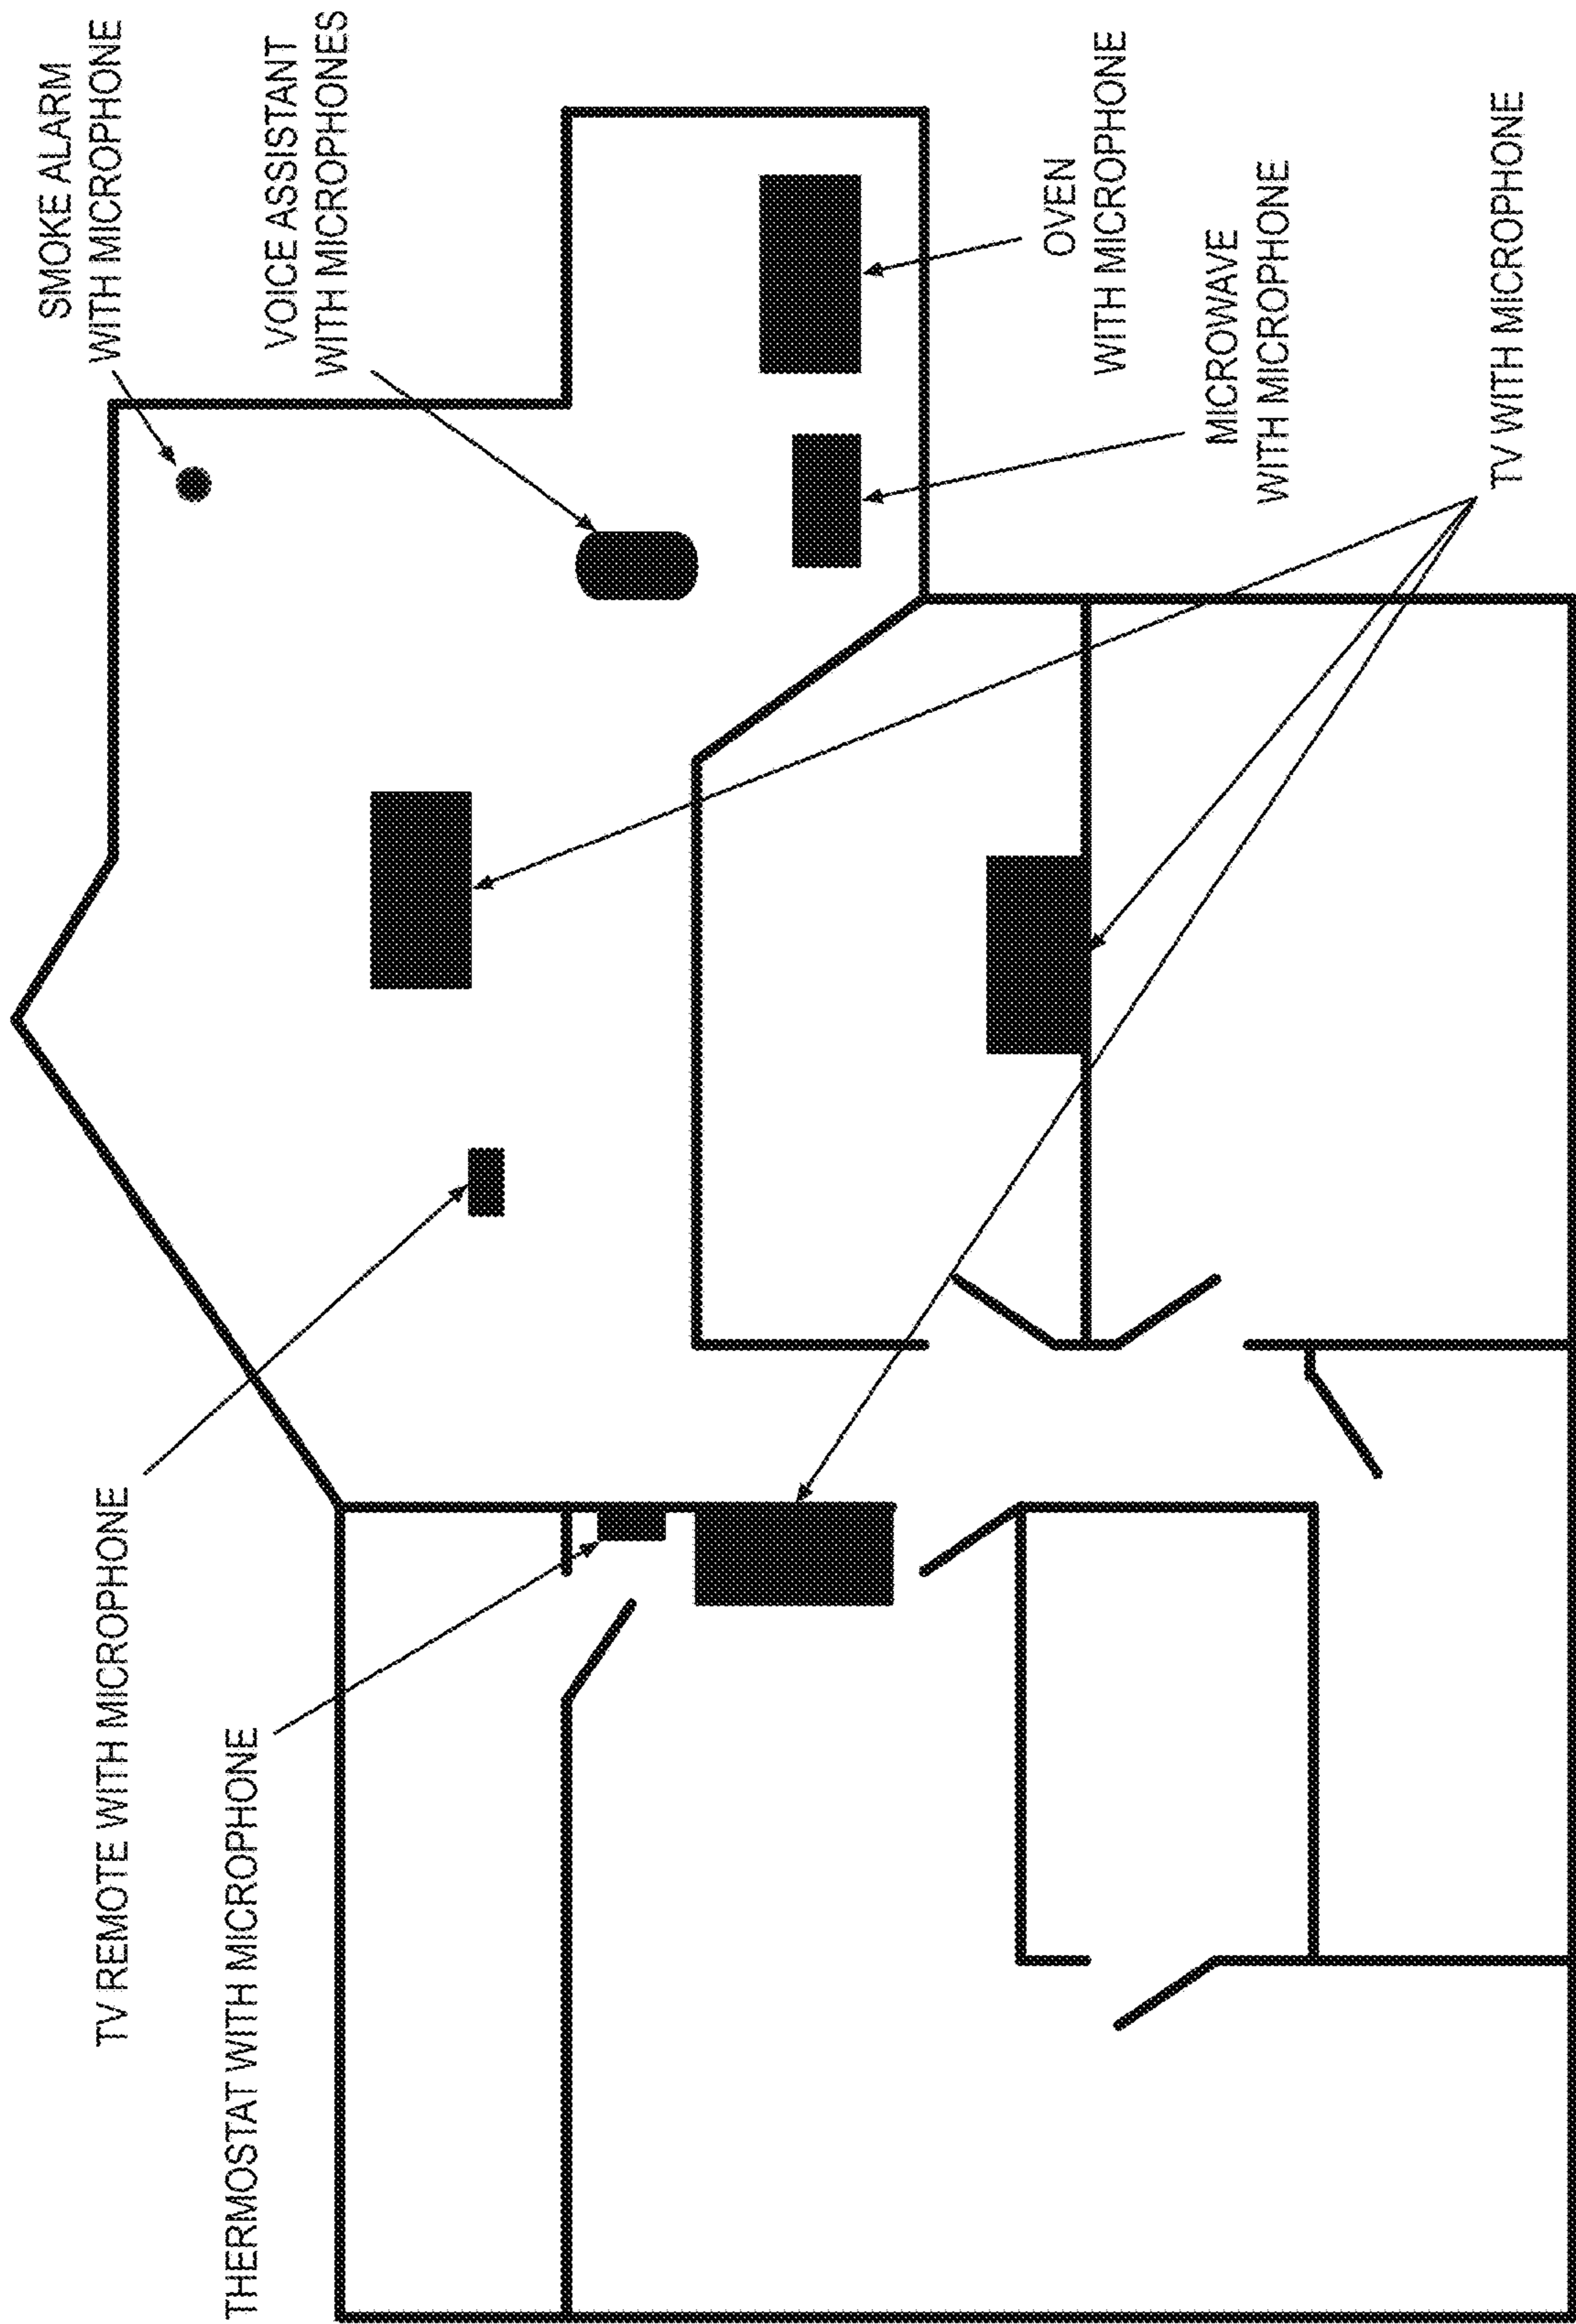 TV REMOTE WITH MICROPHONE
THERMOSTAT WITH MICROPHONE
SMOKE ALARM
WITH MICROPHONE
VOICE ASSISTANT
WITH MICROPHONES
OVEN
WITH MICROPHONE
MICROWAVE
WITH MICROPHONE
TV WITH MICROPHONE